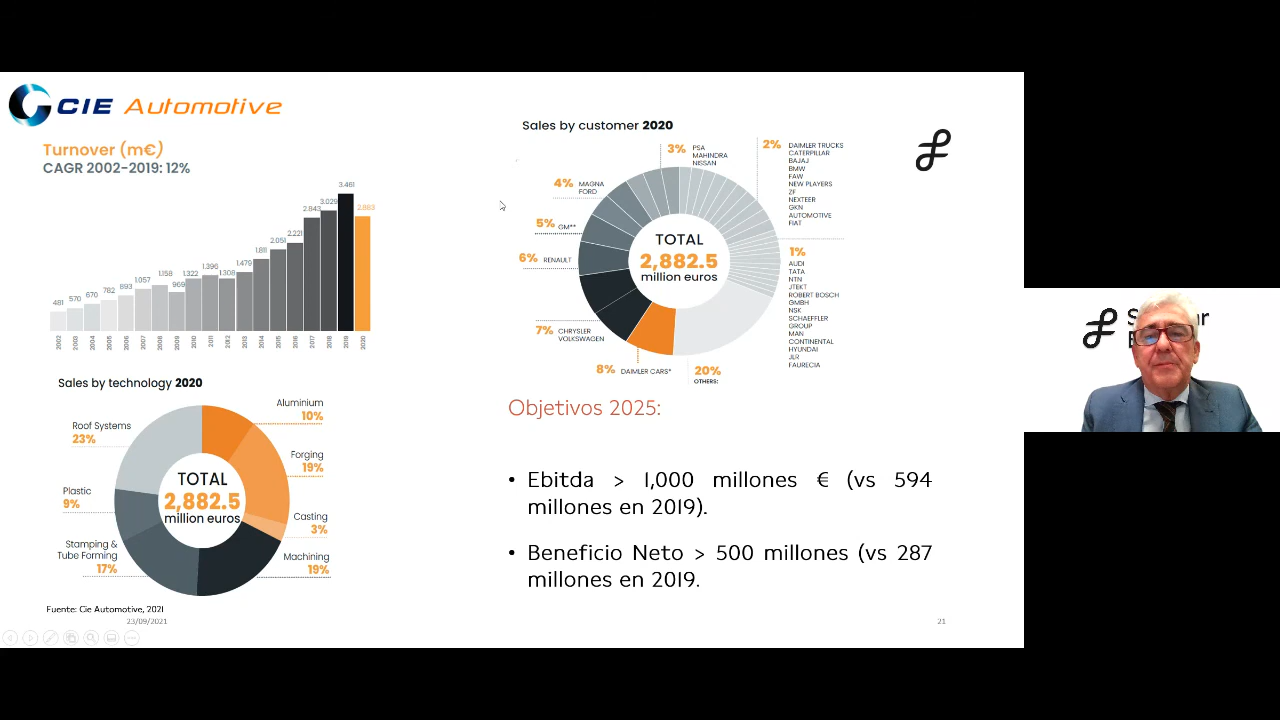 CIE Automotive
Turnover (m€)
CAGR 2002-2019: 12%
481
570
670
782
893
1.057
1.158
969
1.322
1.396
1.308
1.479
1.811
2.051
2.221
2.843
3.029
3.461
2.883
2002
2003
2004
2005
2006
2007
2008
2009
2010
2011
2012
2013
2014
2015
2016
2017
2018
2019
2020
Sales by technology 2020
Aluminium
10%
Forging
19%
Casting
3%
Machining
19%
Stamping &
Tube Forming
17%
Plastic
9%
Roof Systems
23%
TOTAL
2,882.5
million euros
Fuente: Cie Automotive, 2021
23/09/2021
Sales by customer 2020
3%
PSA
MAHINDRA
NISSAN
2%
DAIMLER TRUCKS
CATERPILLAR
BAJAJ
BMW
FAW
NEW PLAYERS
ZF
NEXTEER
GKN
AUTOMOTIVE
FIAT
1%
AUDI
TATA
NTN
JTEKT
ROBERT BOSCH
GMBH
NSK
SCHAEFFLER
GROUP
MAN
CONTINENTAL
HYUNDAI
JLR
FAURECIA
4%
MAGNA
FORD
5% GM**
6% RENAULT
7% CHRYSLER
VOLKSWAGEN
8% DAIMLER CARS*
20%
OTHERS:
TOTAL
2,882.5
million euros
Objetivos 2025:
• Ebitda > 1,000 millones € (vs 594
millones en 2019).
• Beneficio Neto > 500 millones (vs 287
millones en 2019.
21